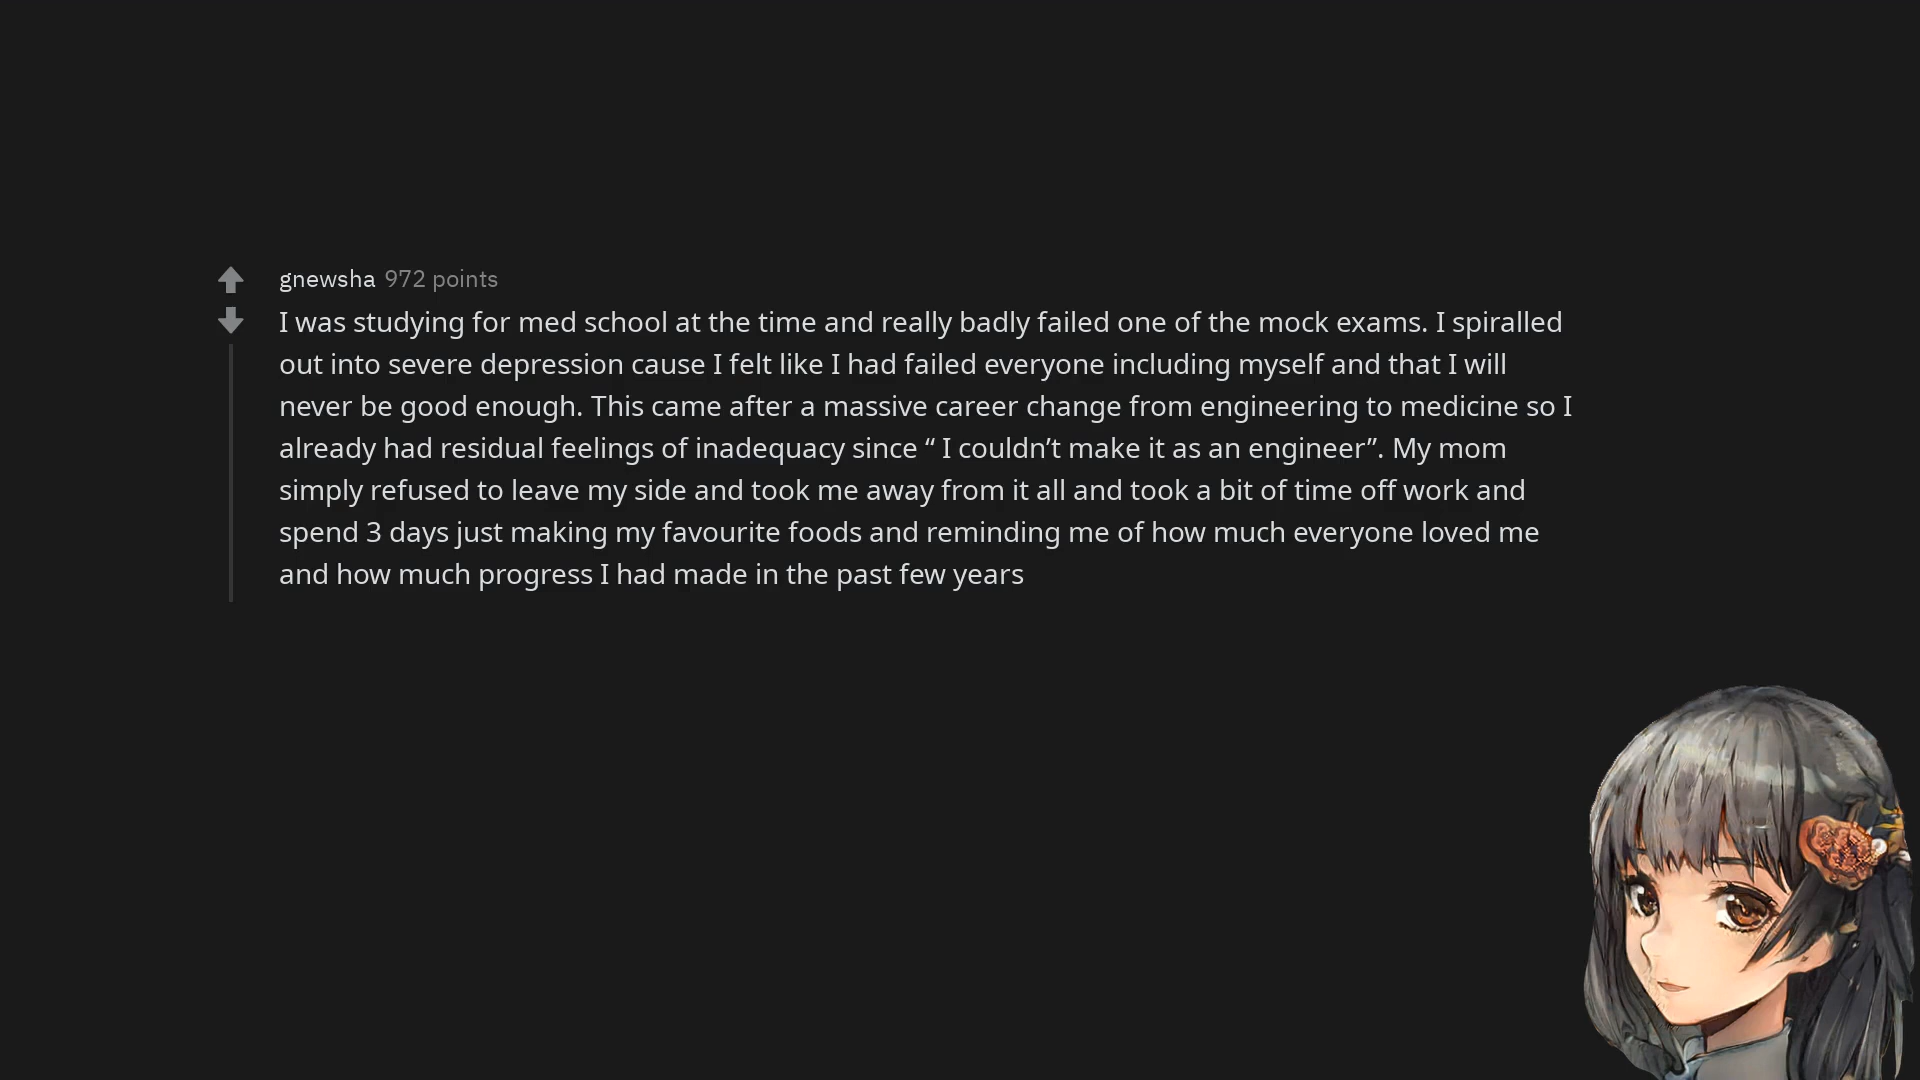 gnewsha 972 points
I was studying for med school at the time and really badly failed one of the mock exams. I spiralled
out into severe depression cause I felt like I had failed everyone including myself and that I will
never be good enough. This came after a massive career change from engineering to medicine so I
already had residual feelings of inadequacy since “ I couldn’t make it as an engineer”. My mom
simply refused to leave my side and took me away from it all and took a bit of time off work and
spend 3 days just making my favourite foods and reminding me of how much everyone loved me
and how much progress I had made in the past few years